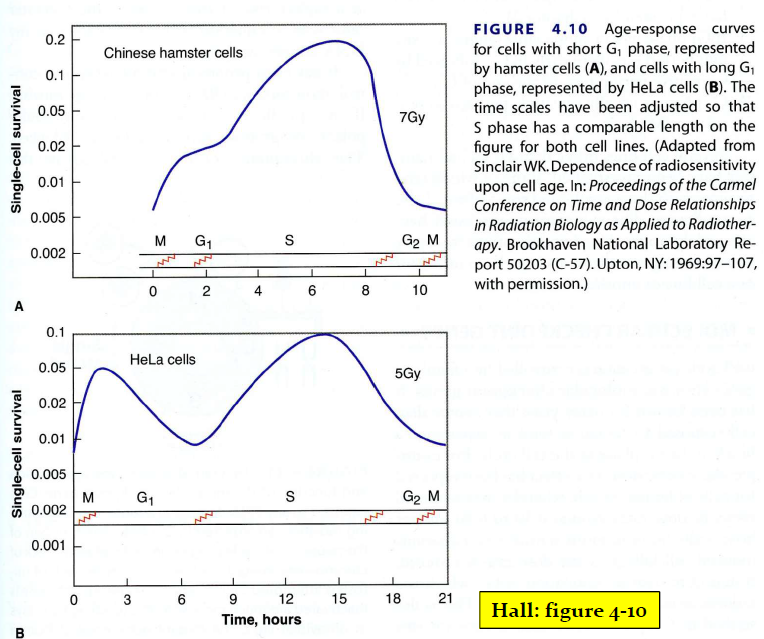 Chinese hamster cells
7Gy
Single-cell survival
0.2
0.1
0.05
0.02
0.01
0.005
0.002
M G₁ S G₂ M
0 2 4 6 8 10
A
HeLa cells
5Gy
Single-cell survival
0.1
0.05
0.02
0.01
0.005
0.002
0.001
M G₁ S G₂ M
0 3 6 9 12 15 18 21
Time, hours
B
FIGURE 4.10 Age-response curves
for cells with short G₁ phase, represented
by hamster cells (A), and cells with long G₁
phase, represented by HeLa cells (B). The
time scales have been adjusted so that
S phase has a comparable length on the
figure for both cell lines. (Adapted from
Sinclair WK. Dependence of radiosensitivity
upon cell age. In: Proceedings of the Carmel
Conference on Time and Dose Relationships
in Radiation Biology as Applied to Radiother-
apy. Brookhaven National Laboratory Re-
port 50203 (C-57). Upton, NY: 1969:97–107,
with permission.)
Hall: figure 4-10